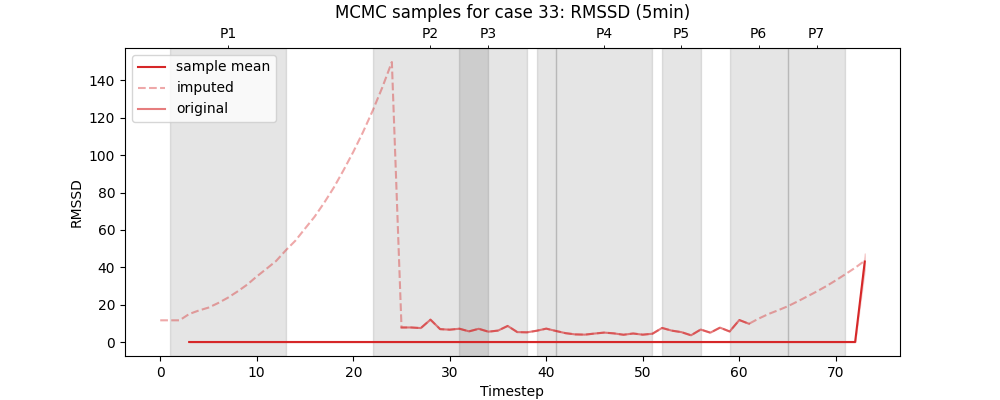 MCMC samples for case 33: RMSSD (5min)
P1 P2 P3 P4 P5 P6 P7
sample mean
imputed
original
140
120
100
80
60
40
20
0
RMSSD
0 10 20 30 40 50 60 70
Timestep